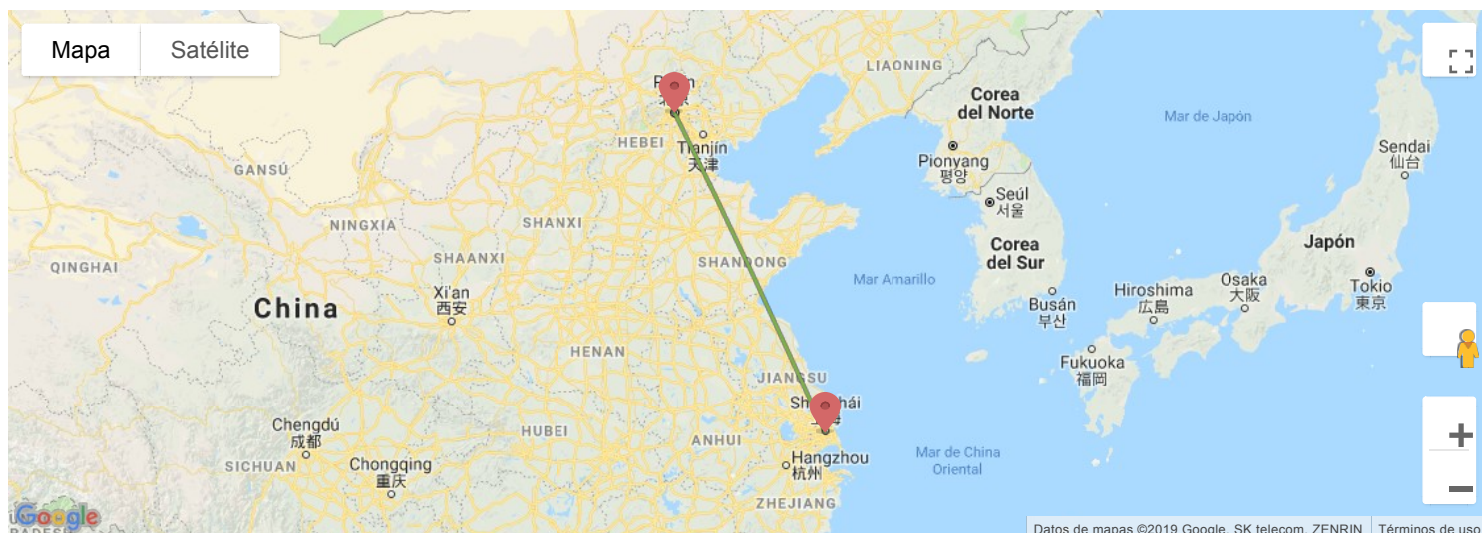 Mapa
Satélite
LIAONING
Corea
del Norte
Mar de Japón
HEBEI
Tianjín
天津
Pionyang
평양
Sendai
仙台
GANSÚ
Seúl
서울
NINGXIA
SHANXI
SHAANXI
SHANDONG
Corea
del Sur
Japón
QINGHAI
Mar Amarillo
China
Xi'an
西安
Busán
부산
Hiroshima
広島
Osaka
大阪
Tokio
東京
HENAN
Fukuoka
福岡
JIANGSU
Chengdú
成都
HUBEI
ANHUI
Hangzhou
杭州
Mar de China
Oriental
SICHUAN
Chongqing
重庆
ZHEJIANG
Google
Datos de mapas ©2019 Google, SK telecom, ZENRIN
Términos de uso